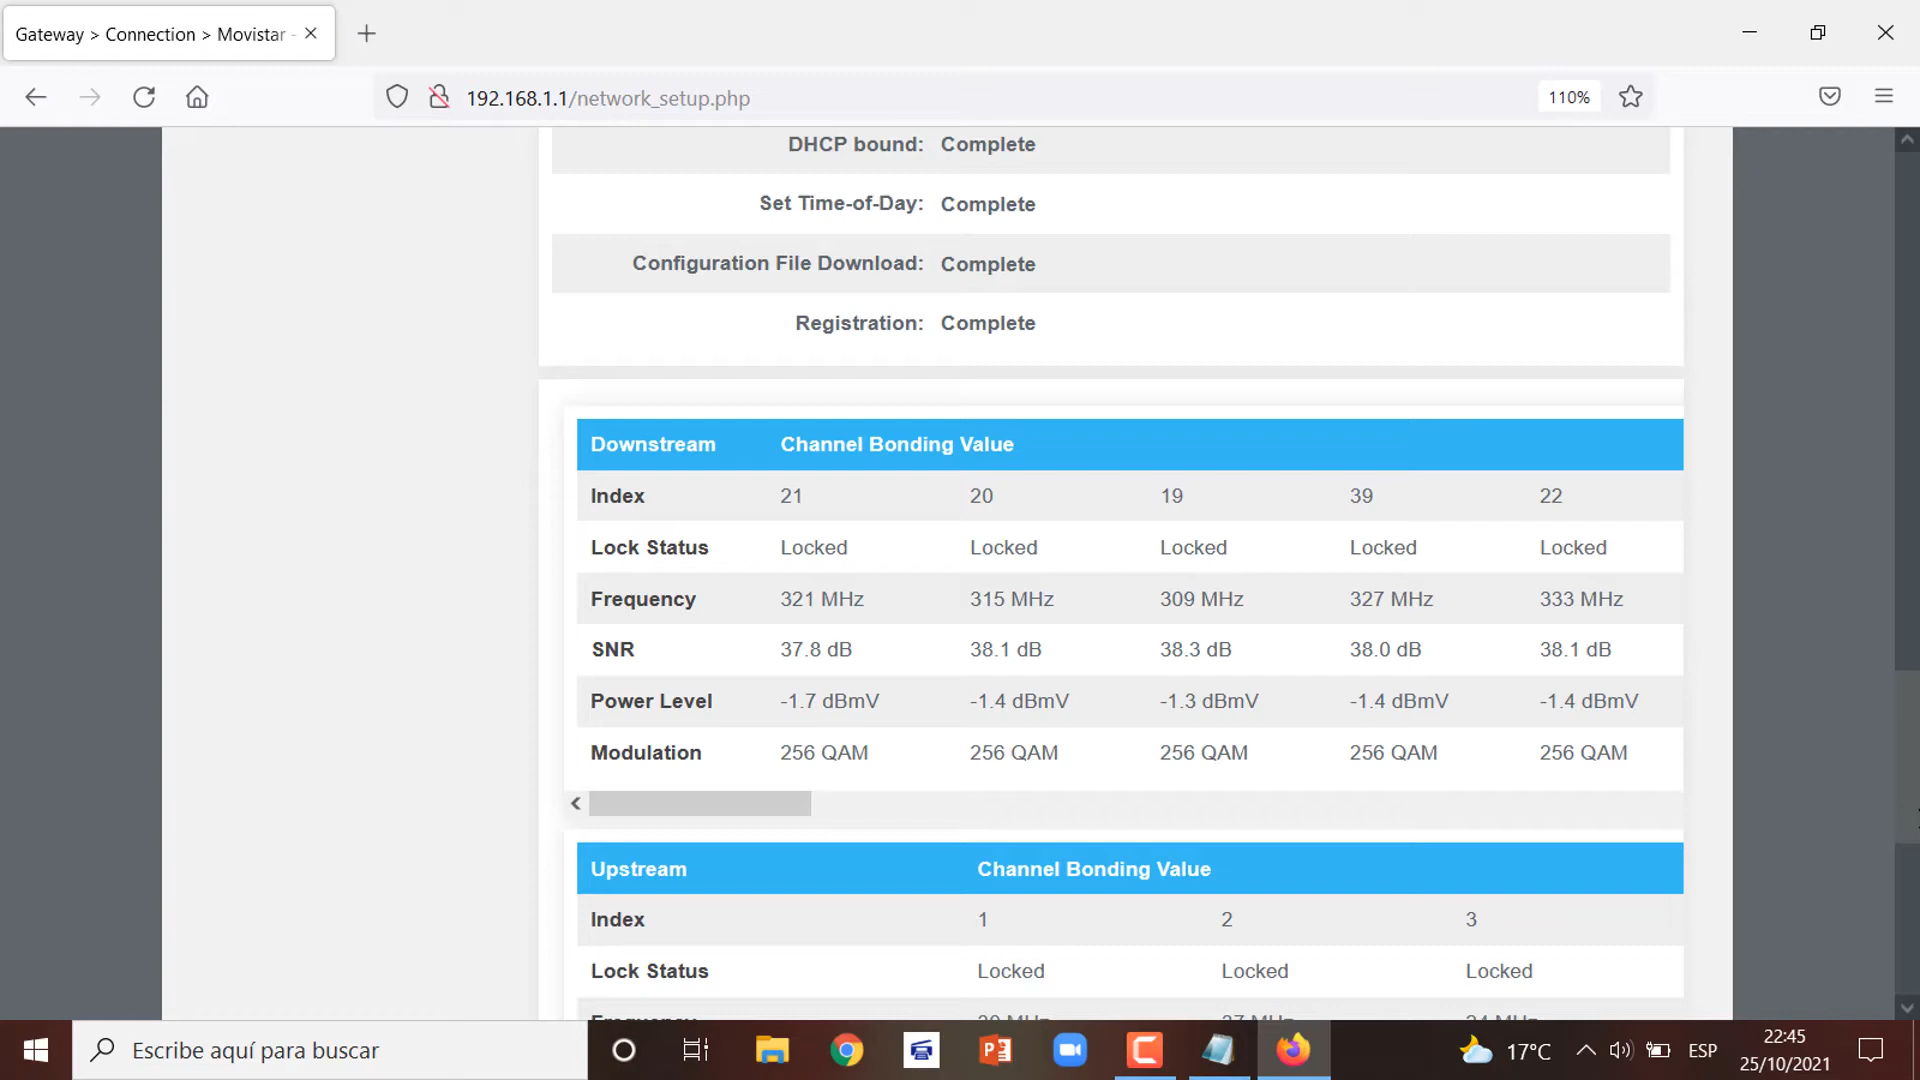 Gateway > Connection > Movistar -
192.168.1.1/network_setup.php
110%
DHCP bound: Complete
Set Time-of-Day: Complete
Configuration File Download: Complete
Registration: Complete
Downstream Channel Bonding Value
Index 21 20 19 39 22
Lock Status Locked Locked Locked Locked Locked
Frequency 321 MHz 315 MHz 309 MHz 327 MHz 333 MHz
SNR 37.8 dB 38.1 dB 38.3 dB 38.0 dB 38.1 dB
Power Level -1.7 dBmV -1.4 dBmV -1.3 dBmV -1.4 dBmV -1.4 dBmV
Modulation 256 QAM 256 QAM 256 QAM 256 QAM 256 QAM
Upstream Channel Bonding Value
Index 1 2 3
Lock Status Locked Locked Locked
Escribe aquí para buscar
17°C
ESP
22:45
25/10/2021